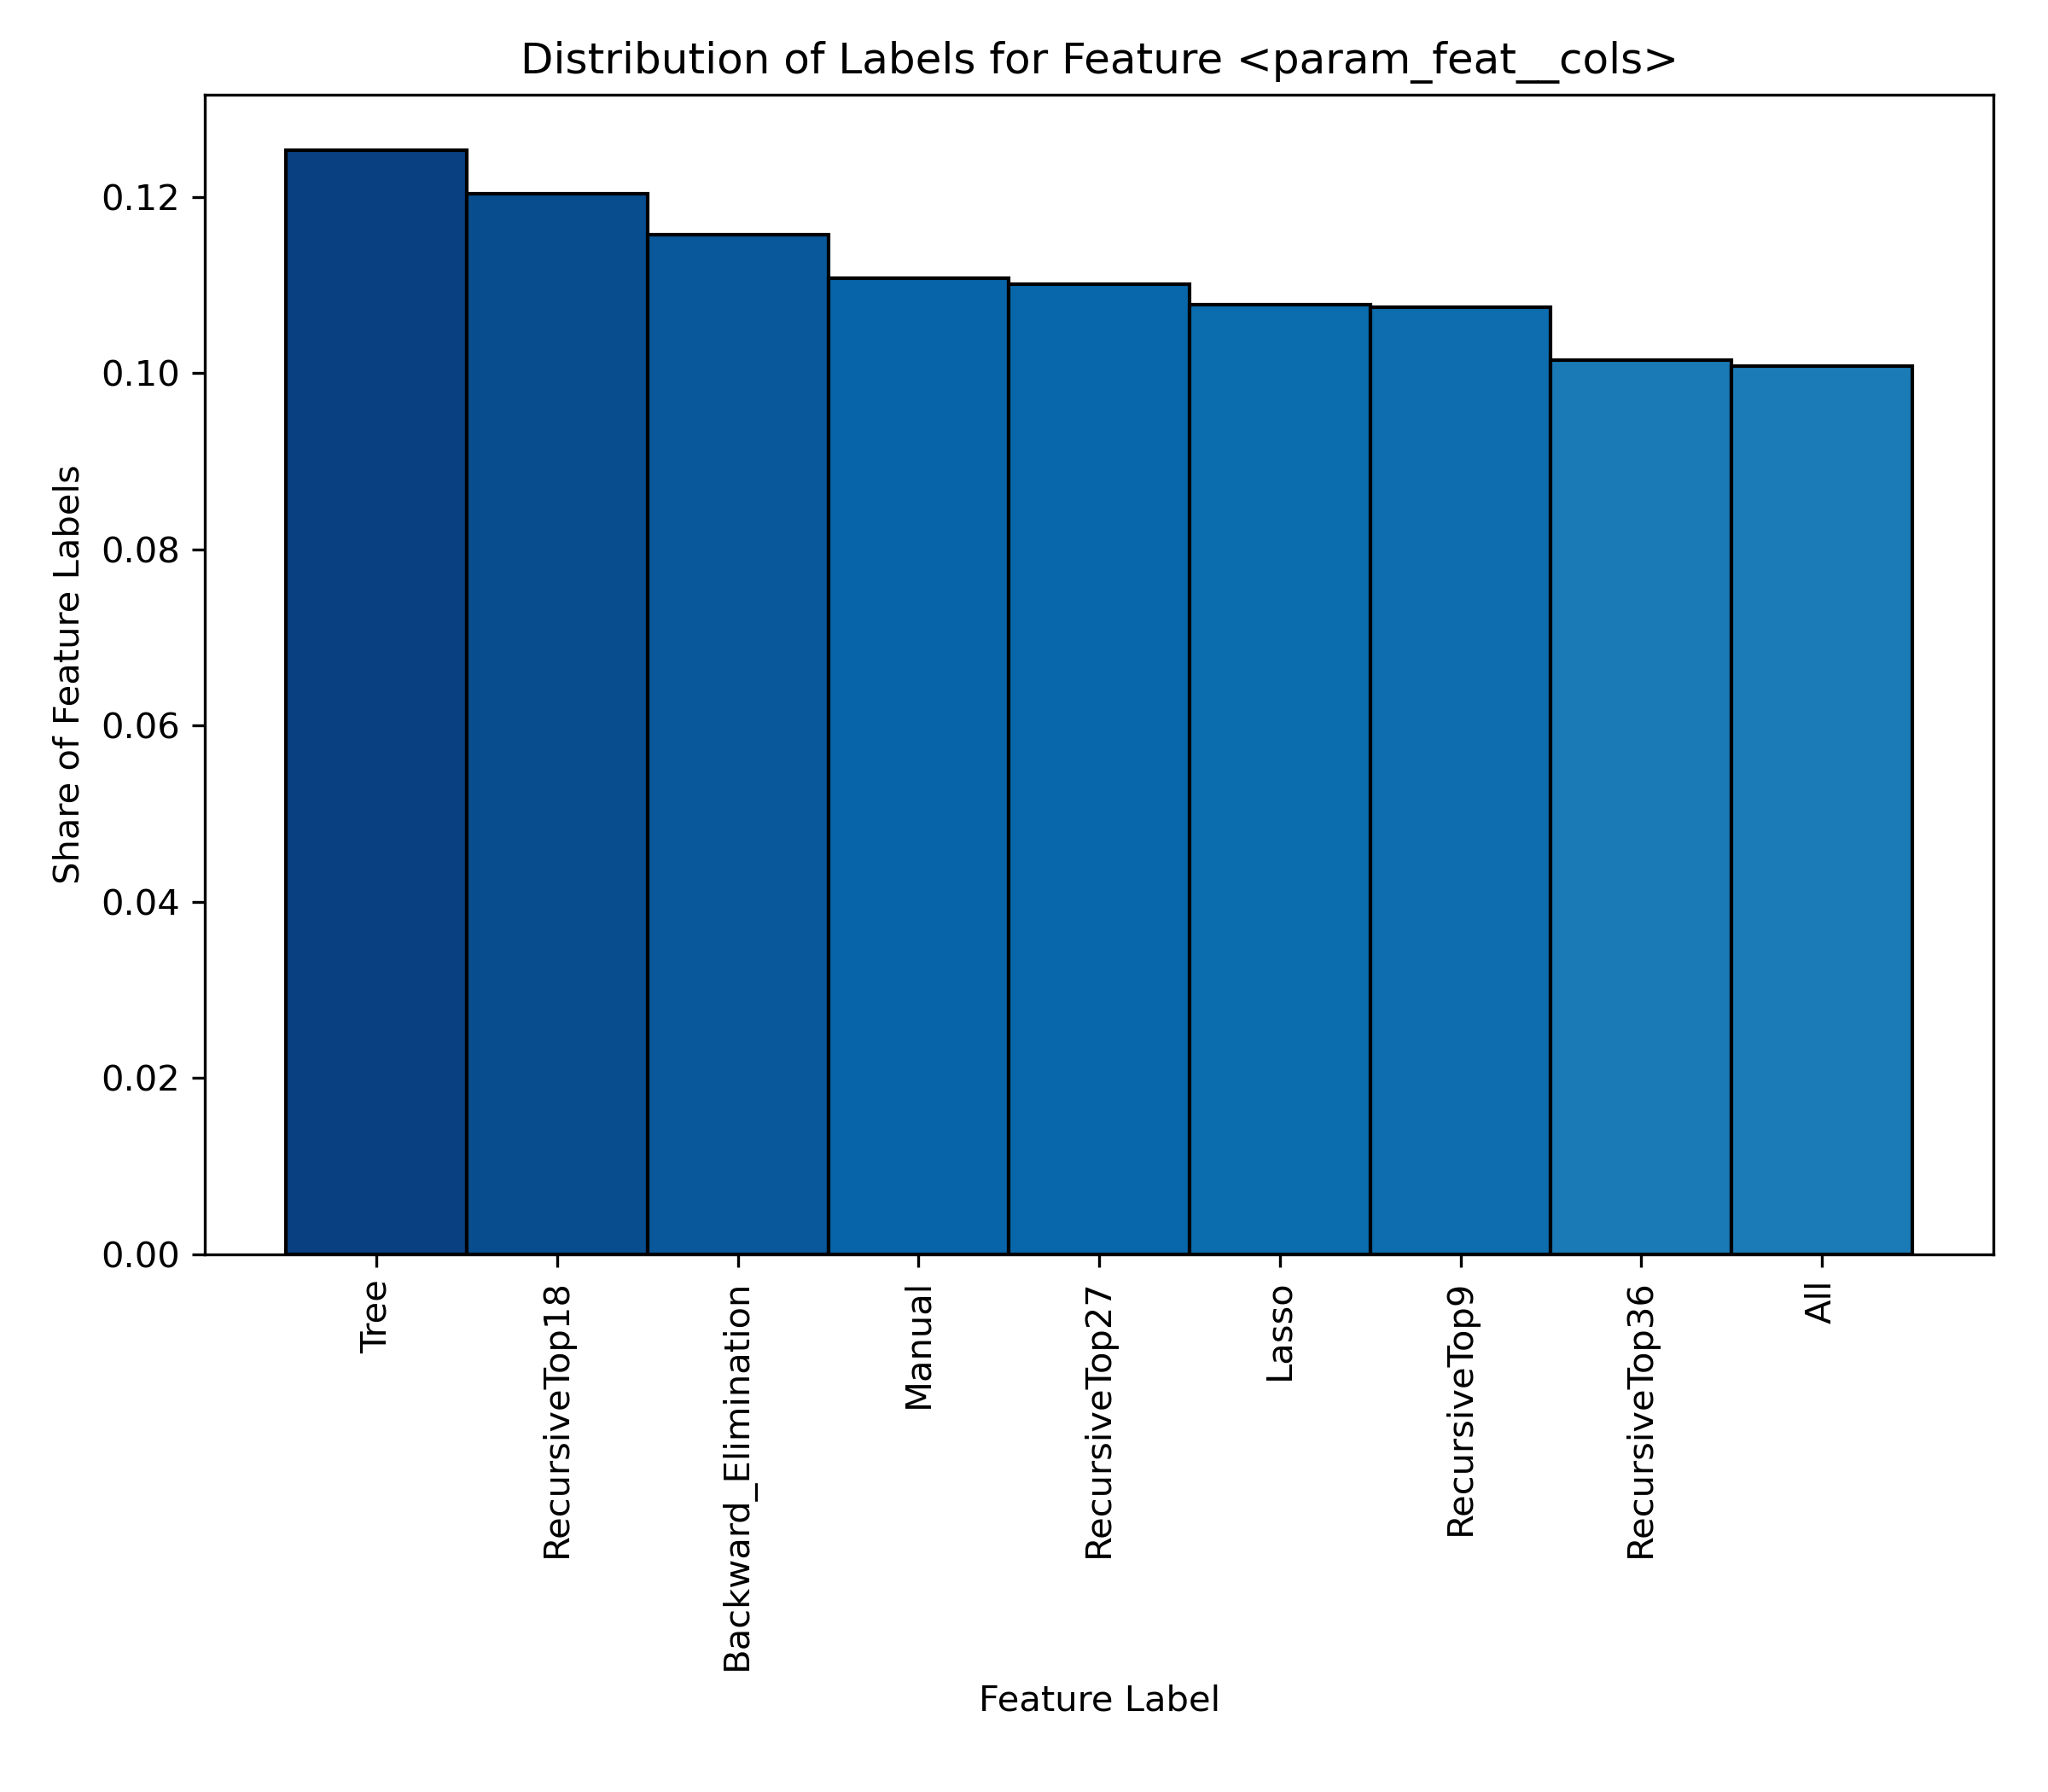 Distribution of Labels for Feature <param_feat__cols>
Share of Feature Labels
0.12
0.10
0.08
0.06
0.04
0.02
0.00
Tree
RecursiveTop18
Backward_Elimination
Manual
RecursiveTop27
Lasso
RecursiveTop9
RecursiveTop36
All
Feature Label